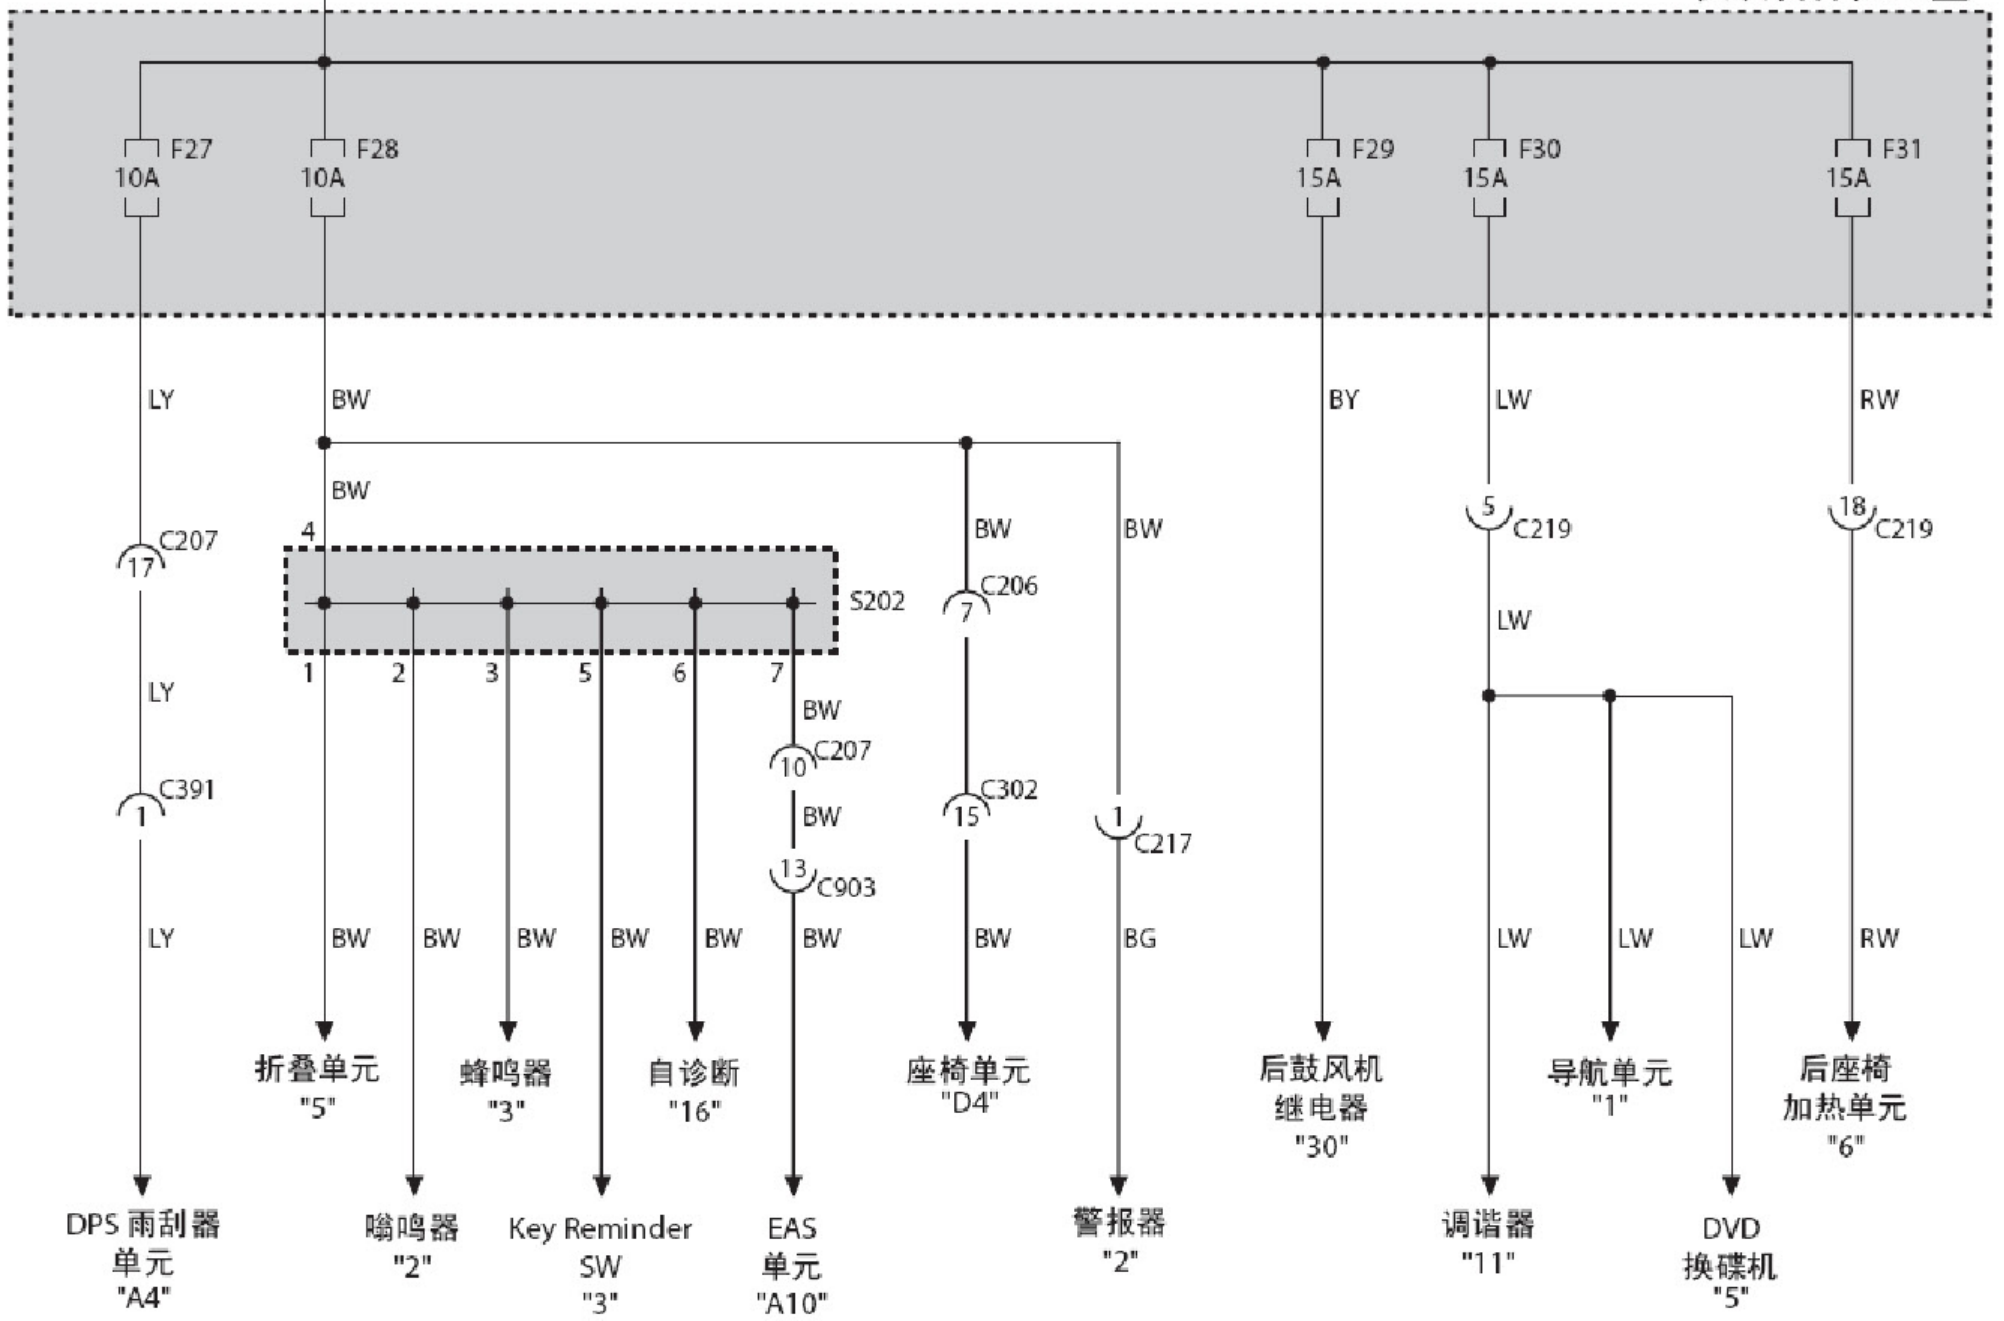 F27
F28
F29
F30
F31
10A
10A
15A
15A
15A
LY
BW
BY
LW
RW
BW
4
BW
BW
5
C219
18
C219
C207
17
S202
C206
7
LW
1
2
3
5
6
7
LY
BW
C207
10
C391
1
BW
C302
15
1
C217
13
C903
LY
BW
BW
BW
BW
BW
BW
BW
BG
LW
LW
LW
RW
折叠单元
"5"
蜂鸣器
"3"
自诊断
"16"
座椅单元
"D4"
后鼓风机
继电器
"30"
导航单元
"1"
后座椅
加热单元
"6"
DPS 雨刮器
单元
"A4"
嗡鸣器
"2"
Key Reminder
SW
"3"
EAS
单元
"A10"
警报器
"2"
调谐器
"11"
DVD
换碟机
"5"